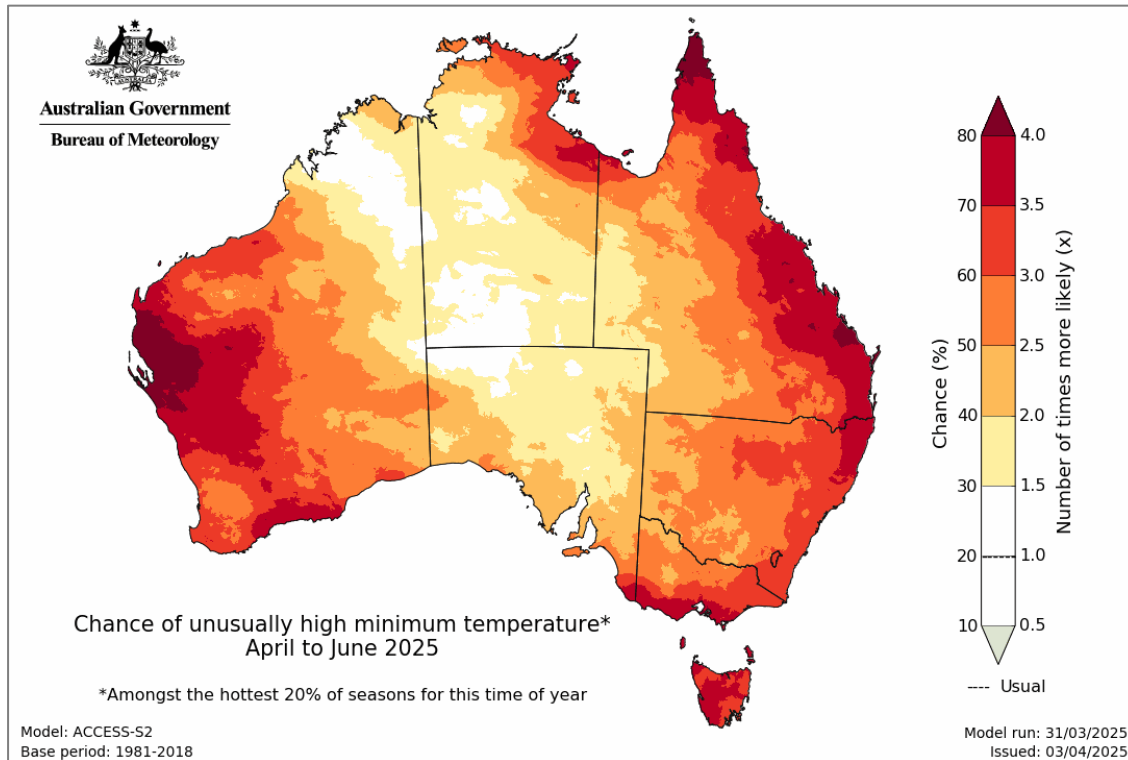 Australian Government
Bureau of Meteorology
80
70
60
50
40
30
20
10
4.0
3.5
3.0
2.5
2.0
1.5
1.0
0.5
Chance (%)
Number of times more likely (x)
---- Usual
Chance of unusually high minimum temperature*
April to June 2025
*Amongst the hottest 20% of seasons for this time of year
Model: ACCESS-S2
Base period: 1981-2018
Model run: 31/03/2025
Issued: 03/04/2025